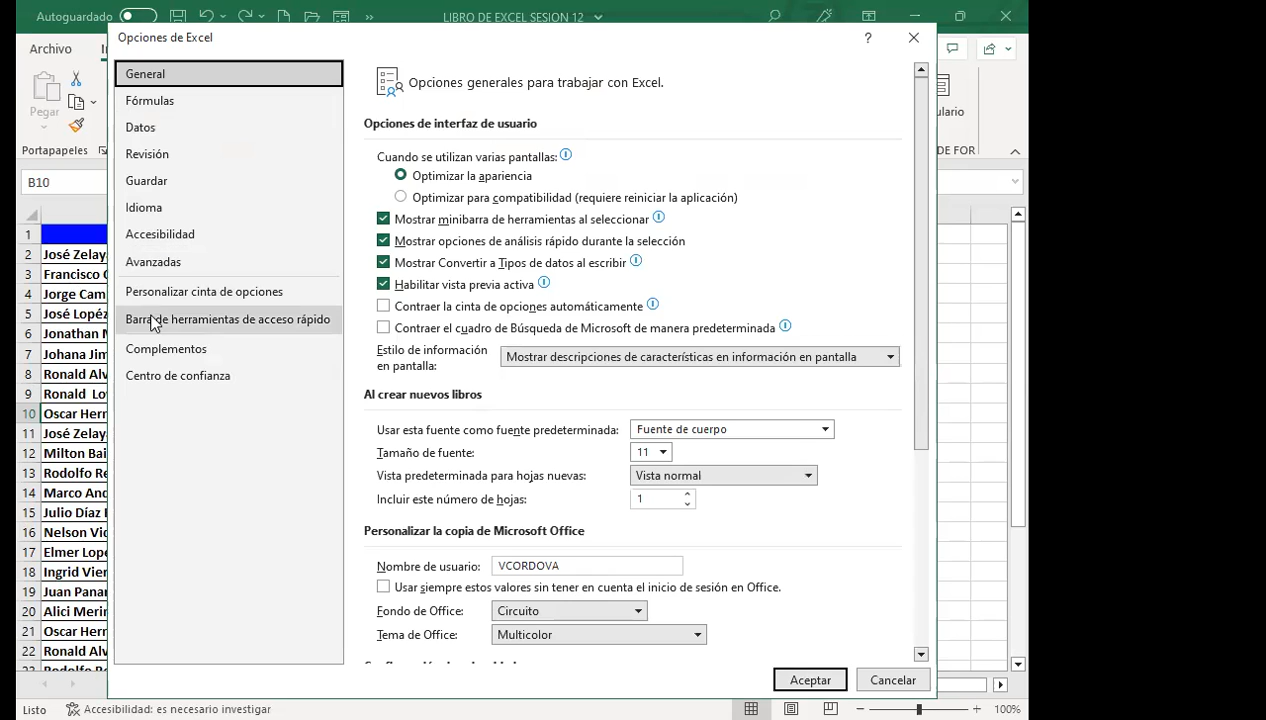 Autoguardado
LIBRO DE EXCEL SESION 12
Archivo
Opciones de Excel
General
Fórmulas
Datos
Revisión
Guardar
Idioma
Accesibilidad
Avanzadas
Personalizar cinta de opciones
Barra de herramientas de acceso rápido
Complementos
Centro de confianza
Opciones generales para trabajar con Excel.
Opciones de interfaz de usuario
Cuando se utilizan varias pantallas:
Optimizar la apariencia
Optimizar para compatibilidad (requiere reiniciar la aplicación)
Mostrar minibarra de herramientas al seleccionar
Mostrar opciones de análisis rápido durante la selección
Mostrar Convertir a Tipos de datos al escribir
Habilitar vista previa activa
Contraer la cinta de opciones automáticamente
Contraer el cuadro de Búsqueda de Microsoft de manera predeterminada
Estilo de información en pantalla:
Mostrar descripciones de características en información en pantalla
Al crear nuevos libros
Usar esta fuente como fuente predeterminada: Fuente de cuerpo
Tamaño de fuente: 11
Vista predeterminada para hojas nuevas: Vista normal
Incluir este número de hojas: 1
Personalizar la copia de Microsoft Office
Nombre de usuario: VCORDOVA
Usar siempre estos valores sin tener en cuenta el inicio de sesión en Office.
Fondo de Office: Circuito
Tema de Office: Multicolor
Aceptar
Cancelar
Pegar
Portapapeles
ulario
DE FOR
B10
1
2 José Zelay
3 Francisco
4 Jorge Cam
5 José Lopéz
6 Jonathan M
7 Johana Jim
8 Ronald Alv
9 Ronald Lo
10 Oscar Hern
11 José Zelay
12 Milton Bai
13 Rodolfo Re
14 Marco And
15 Julio Díaz
16 Nelson Vic
17 Elmer Lope
18 Ingrid Vier
19 Juan Panar
20 Alici Merin
21 Oscar Hern
22 Ronald Alv
Listo
Accesibilidad: es necesario investigar
100%